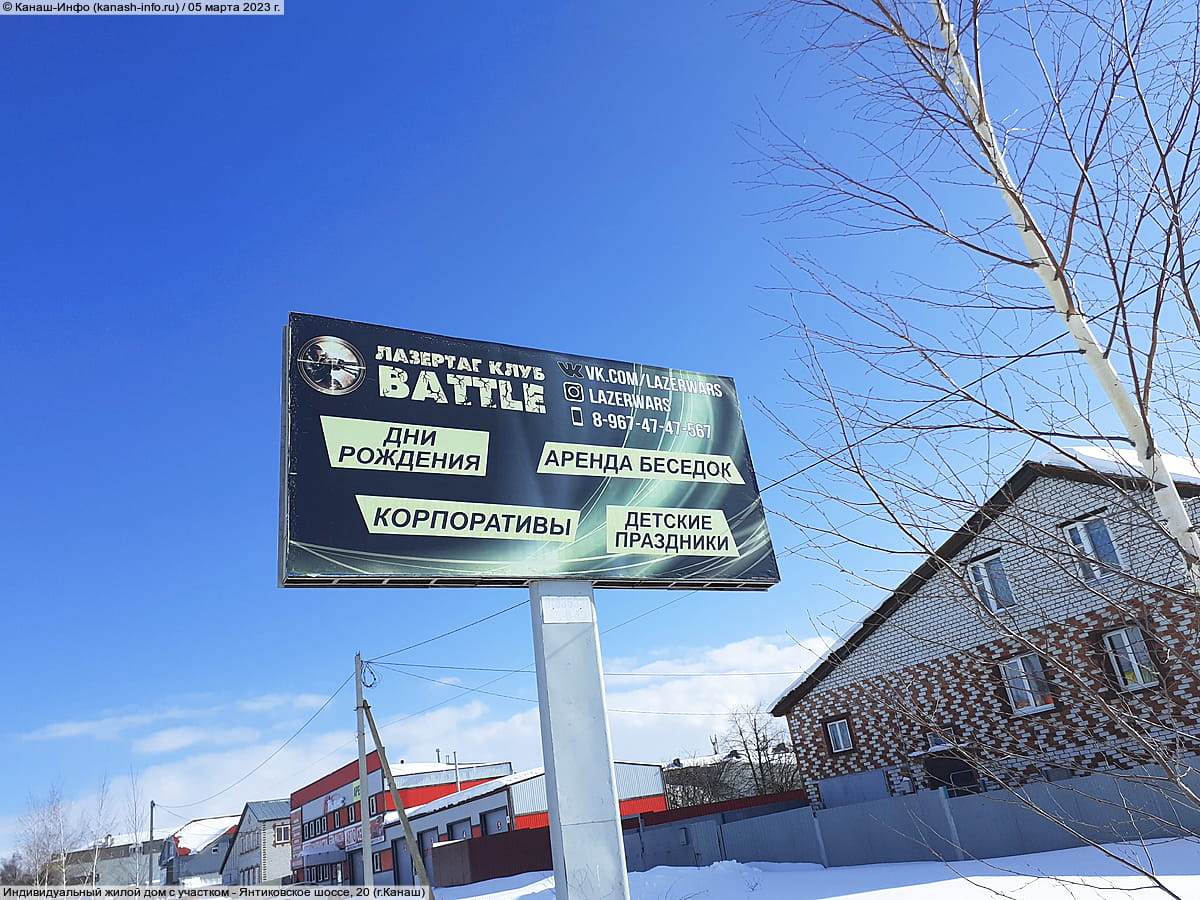 © Канаш-Инфо (kanash-info.ru) / 05 марта 2023 г.
ЛАЗЕРТАГ КЛУБ
BATTLE
VK.COM/LAZERWARS
LAZERWARS
8-967-47-47-567
ДНИ
РОЖДЕНИЯ
АРЕНДА БЕСЕДОК
КОРПОРАТИВЫ
ДЕТСКИЕ
ПРАЗДНИКИ
Индивидуальный жилой дом с участком - Янтиковское шоссе, 20 (г.Канаш)